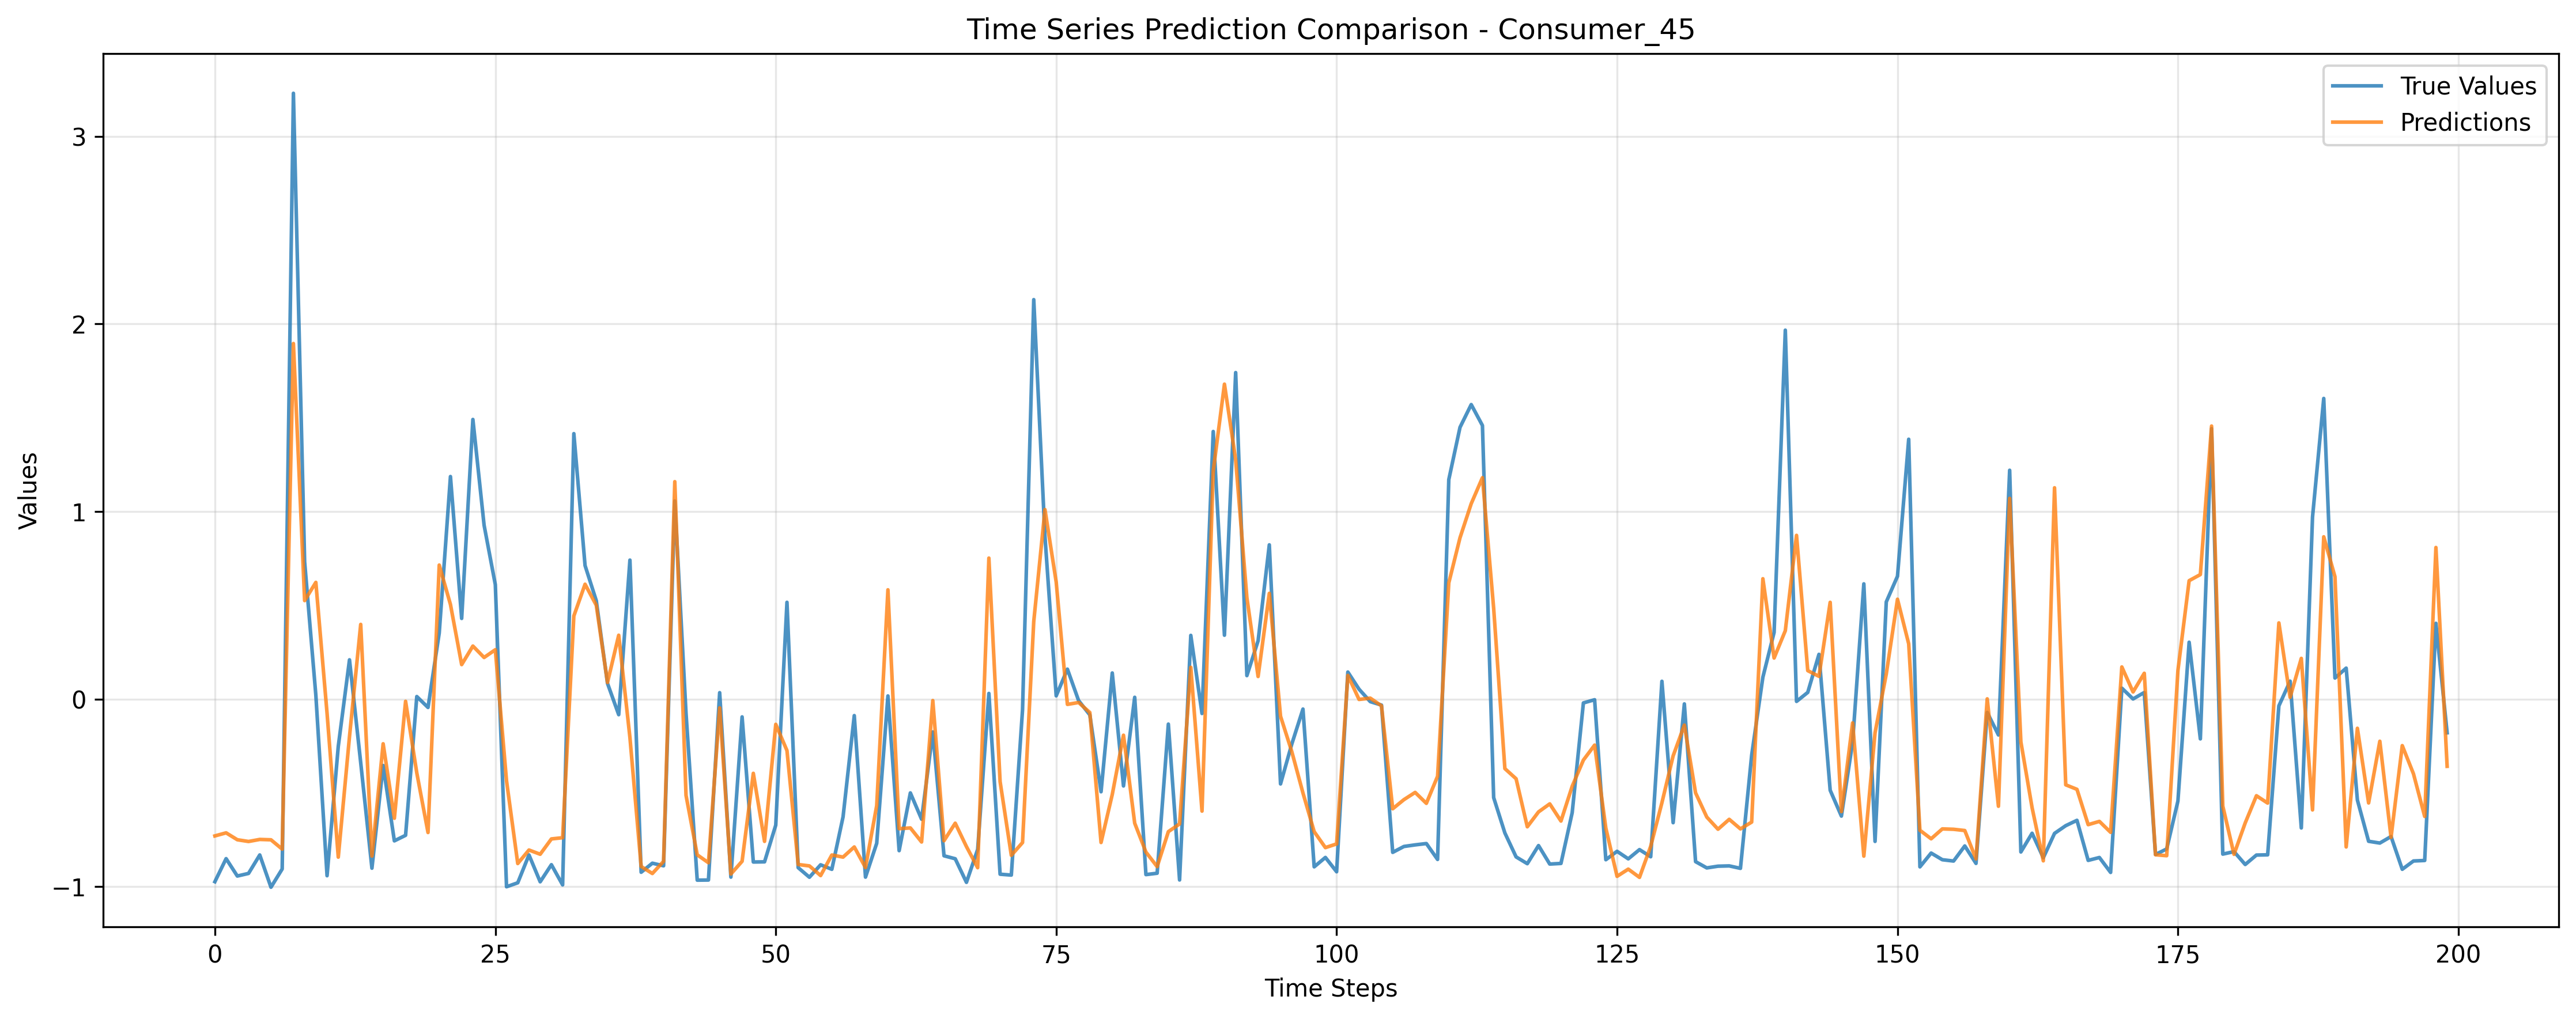 Time Series Prediction Comparison - Consumer_45
True Values
Predictions
Values
3
2
1
0
−1
0 25 50 75 100 125 150 175 200
Time Steps